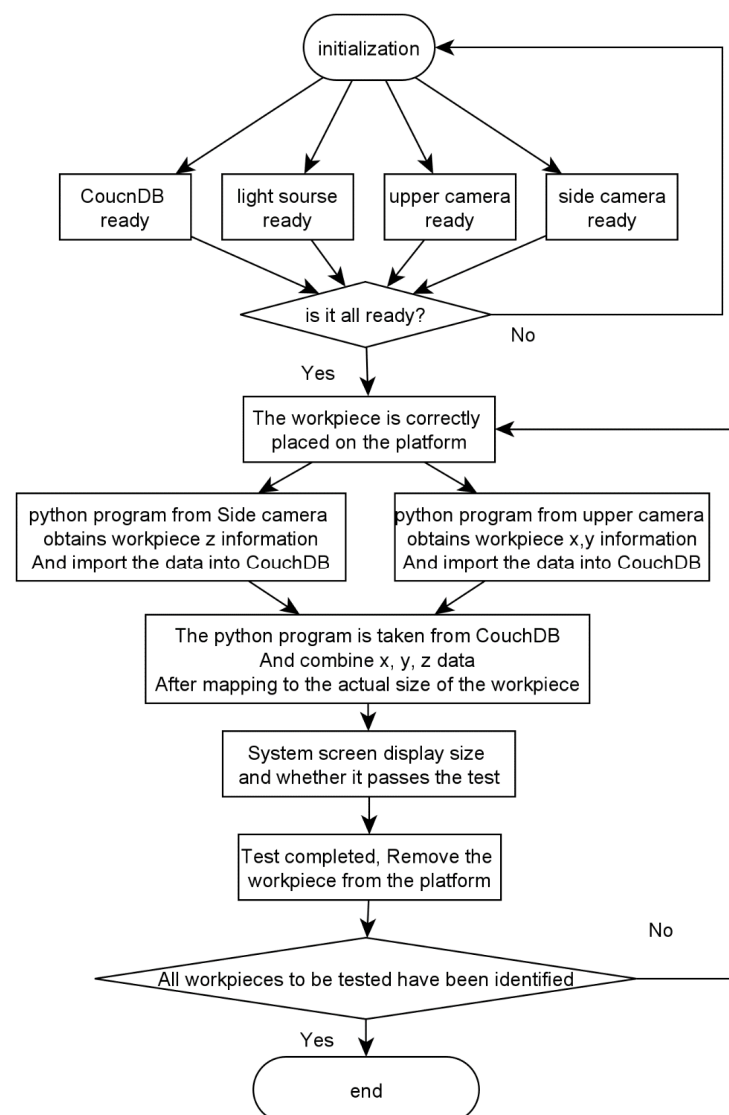 initialization
CoucnDB
ready
light sourse
ready
upper camera
ready
side camera
ready
is it all ready?
No
Yes
The workpiece is correctly
placed on the platform
python program from Side camera
obtains workpiece z information
And import the data into CouchDB
python program from upper camera
obtains workpiece x,y information
And import the data into CouchDB
The python program is taken from CouchDB
And combine x, y, z data
After mapping to the actual size of the workpiece
System screen display size
and whether it passes the test
Test completed, Remove the
workpiece from the platform
No
All workpieces to be tested have been identified
Yes
end